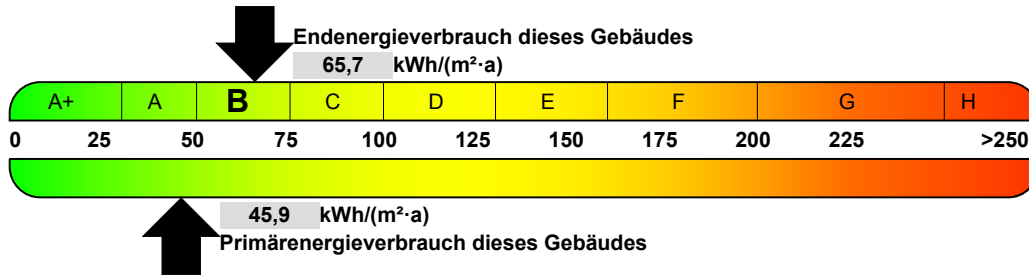 Endenergieverbrauch dieses Gebäudes
65,7 kWh/(m²·a)
A+ A B C D E F G H
0 25 50 75 100 125 150 175 200 225 >250
45,9 kWh/(m²·a)
Primärenergieverbrauch dieses Gebäudes